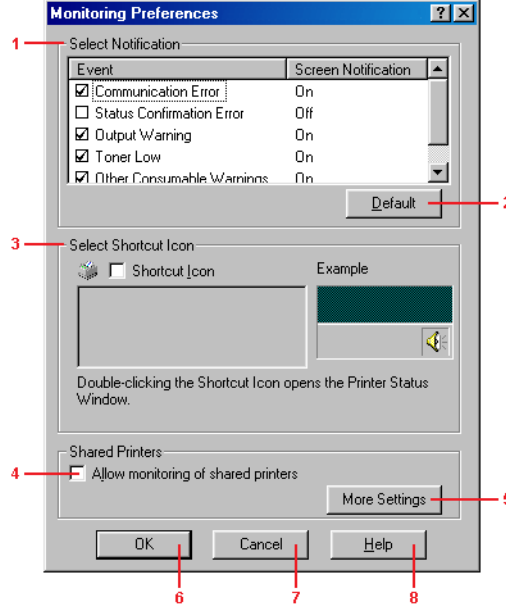 Monitoring Preferences
1 Select Notification
Event Screen Notification
Communication Error On
Status Confirmation Error Off
Output Warning On
Toner Low On
Other Consumable Warnings On
Default 2
3 Select Shortcut Icon
Shortcut Icon Example
Double-clicking the Shortcut Icon opens the Printer Status
Window.
Shared Printers
4 Allow monitoring of shared printers
More Settings 5
OK Cancel Help
6 7 8